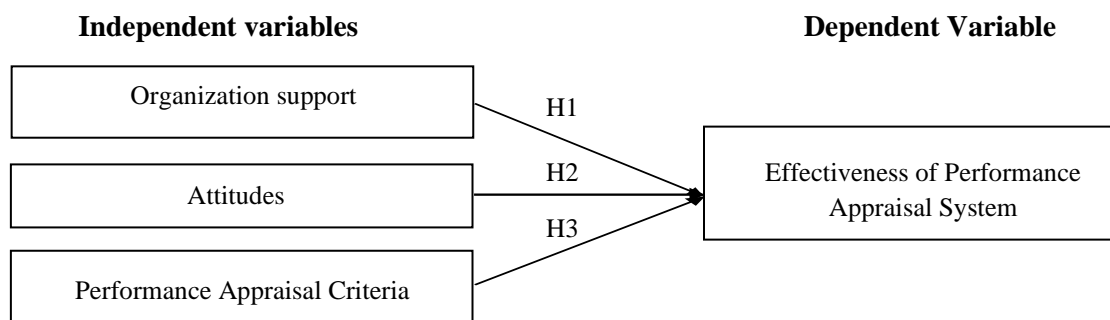 Independent variables
Dependent Variable
Organization support
H1
Attitudes
H2
Effectiveness of Performance
Appraisal System
H3
Performance Appraisal Criteria